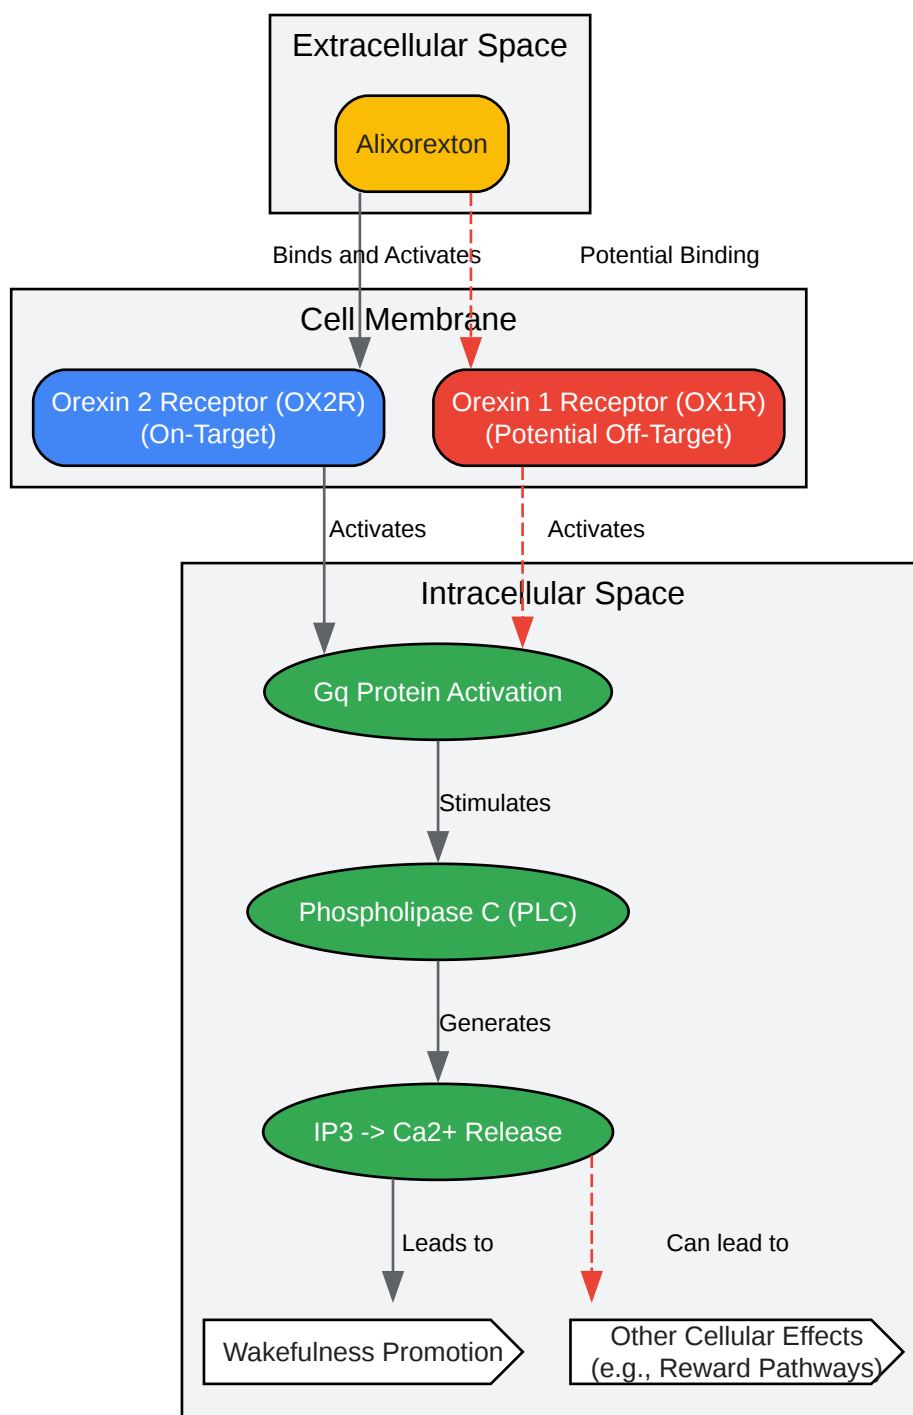 Extracellular Space
Alixorexton
Binds and Activates
Potential Binding
Cell Membrane
Orexin 2 Receptor (OX2R)
(On-Target)
Orexin 1 Receptor (OX1R)
(Potential Off-Target)
Activates
Activates
Intracellular Space
Gq Protein Activation
Stimulates
Phospholipase C (PLC)
Generates
IP3 -> Ca2+ Release
Leads to
Can lead to
Wakefulness Promotion
Other Cellular Effects
(e.g., Reward Pathways)